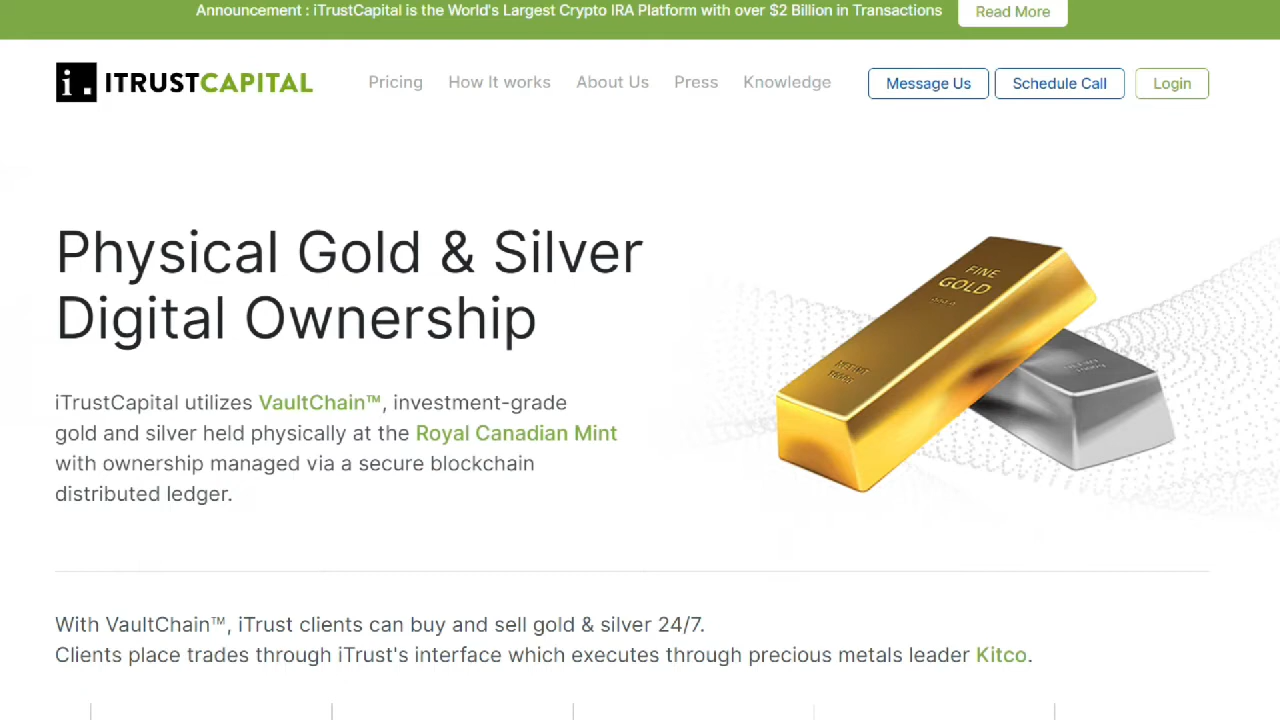 Announcement : iTrustCapital is the World's Largest Crypto IRA Platform with over $2 Billion in Transactions Read More
i. ITRUSTCAPITAL Pricing How It works About Us Press Knowledge Message Us Schedule Call Login
Physical Gold & Silver
Digital Ownership
iTrustCapital utilizes VaultChain™, investment-grade
gold and silver held physically at the Royal Canadian Mint
with ownership managed via a secure blockchain
distributed ledger.
FINE
GOLD
With VaultChain™, iTrust clients can buy and sell gold & silver 24/7.
Clients place trades through iTrust's interface which executes through precious metals leader Kitco.